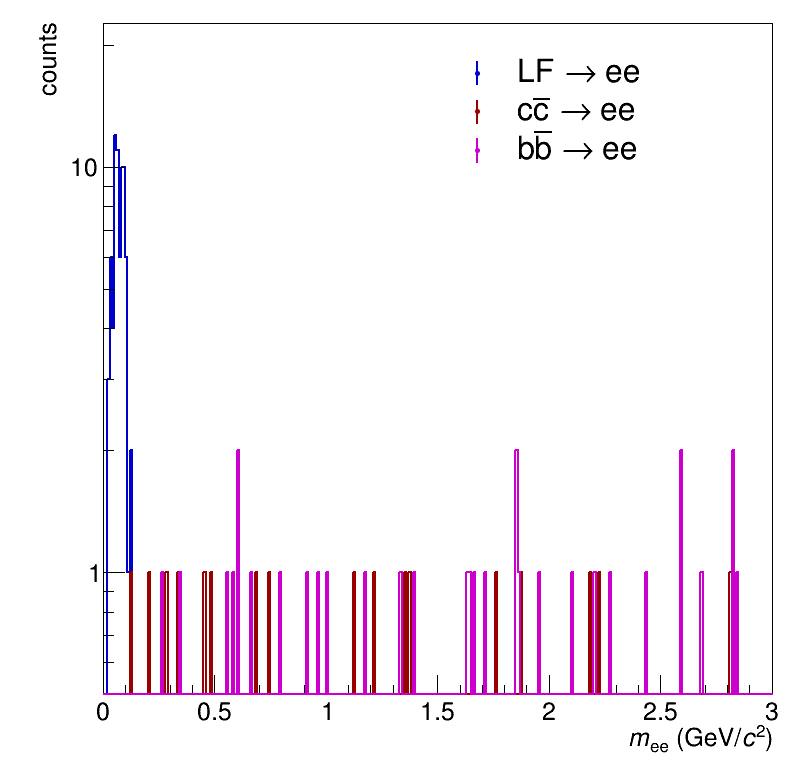 counts
LF → ee
cc̅ → ee
bb̅ → ee
10
1
0 0.5 1 1.5 2 2.5 3
m_ee (GeV/c²)